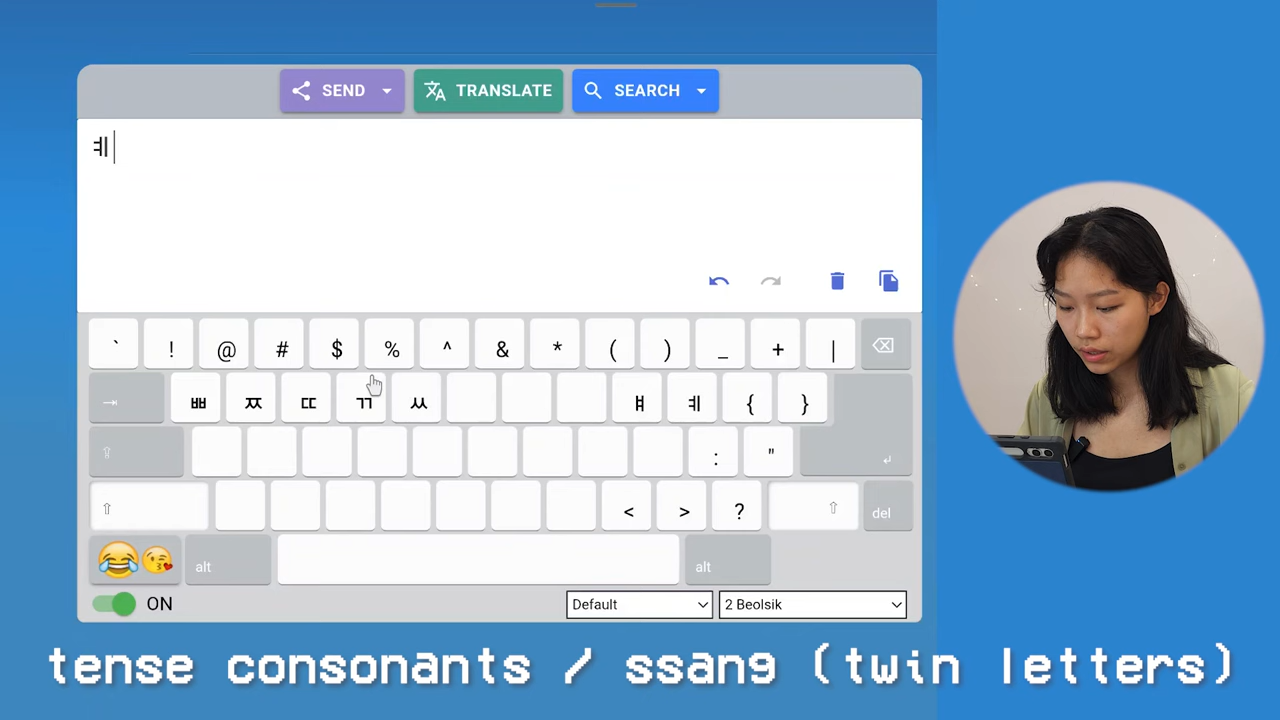 SEND TRANSLATE SEARCH
ㅖ
` ! @ # $ % ^ & * ( ) _ + |
ㅃ ㅉ ㄸ ㄲ ㅆ ㅒ ㅖ { }
: "
< > ? del
alt alt
ON Default 2 Beolsik
tense consonants / ssang (twin letters)